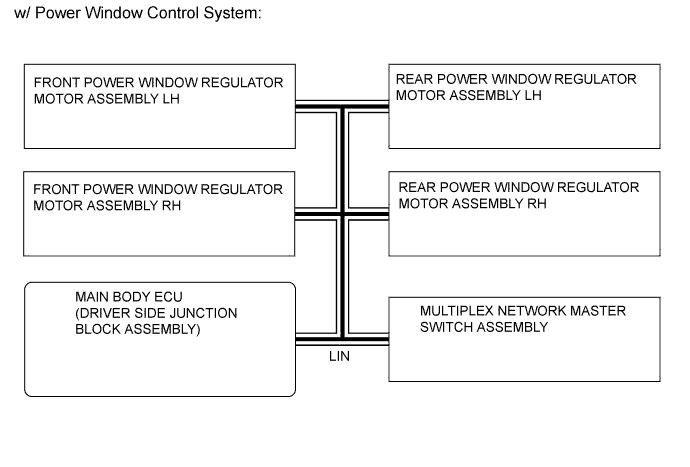 w/ Power Window Control System:
FRONT POWER WINDOW REGULATOR
MOTOR ASSEMBLY LH
REAR POWER WINDOW REGULATOR
MOTOR ASSEMBLY LH
FRONT POWER WINDOW REGULATOR
MOTOR ASSEMBLY RH
REAR POWER WINDOW REGULATOR
MOTOR ASSEMBLY RH
MAIN BODY ECU
(DRIVER SIDE JUNCTION
BLOCK ASSEMBLY)
MULTIPLEX NETWORK MASTER
SWITCH ASSEMBLY
LIN